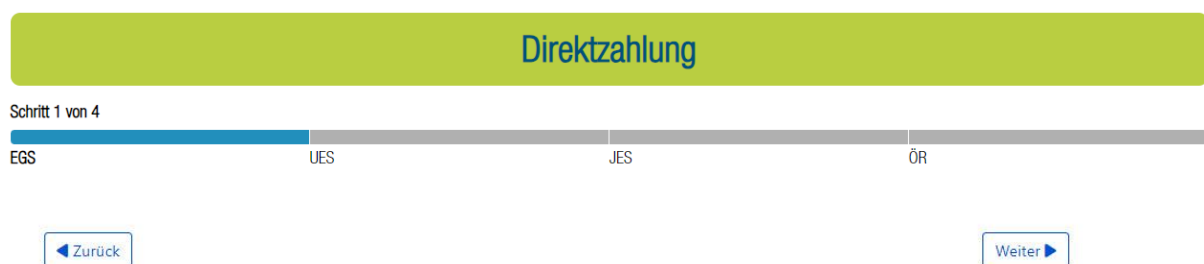 Direktzahlung
Schritt 1 von 4
EGS UES JES ÖR
Zurück Weiter